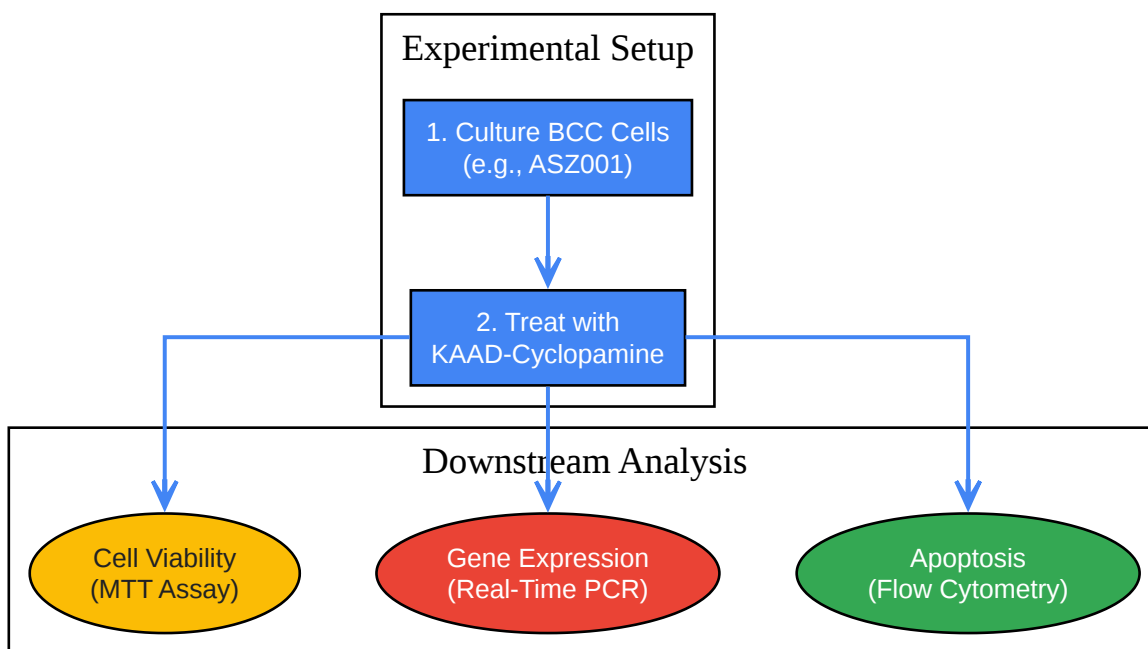 Experimental Setup
1. Culture BCC Cells
(e.g., ASZ001)
2. Treat with
KAAD-Cyclopamine
Downstream Analysis
Cell Viability
(MTT Assay)
Gene Expression
(Real-Time PCR)
Apoptosis
(Flow Cytometry)